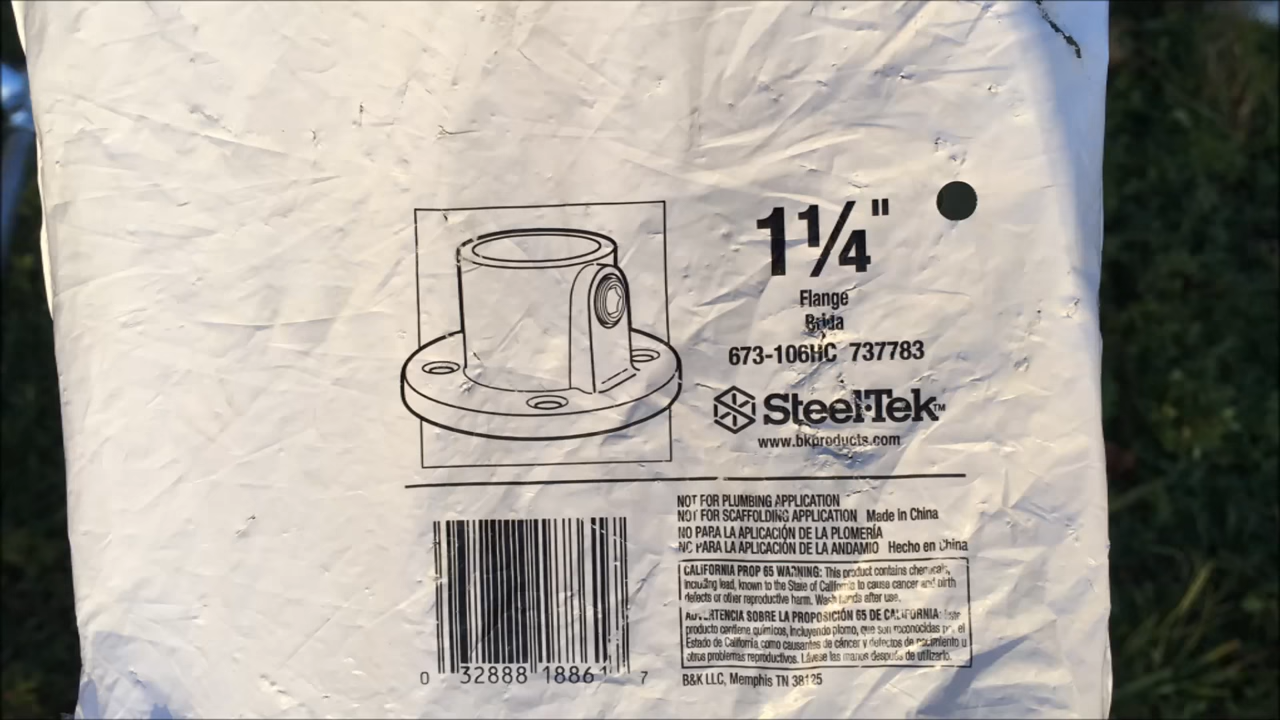 1 1/4"
Flange
Brida
673-106HC 737783
Steel·Tek™
www.bkproducts.com
NOT FOR PLUMBING APPLICATION
NOT FOR SCAFFOLDING APPLICATION Made in China
NO PARA LA APLICACIÓN DE LA PLOMERÍA
NO PARA LA APLICACIÓN DE LA ANDAMIO Hecho en China
CALIFORNIA PROP 65 WARNING: This product contains chemicals,
including lead, known to the State of California to cause cancer and birth
defects or other reproductive harm. Wash hands after use.
ADVERTENCIA SOBRE LA PROPOSICIÓN 65 DE CALIFORNIA: Este
producto contiene químicos, incluyendo plomo, que son reconocidas por el
Estado de California como causantes de cáncer y defectos de nacimiento u
otros problemas reproductivos. Lávese las manos después de utilizarlo.
B&K LLC, Memphis TN 38125
0 32888 18861 7